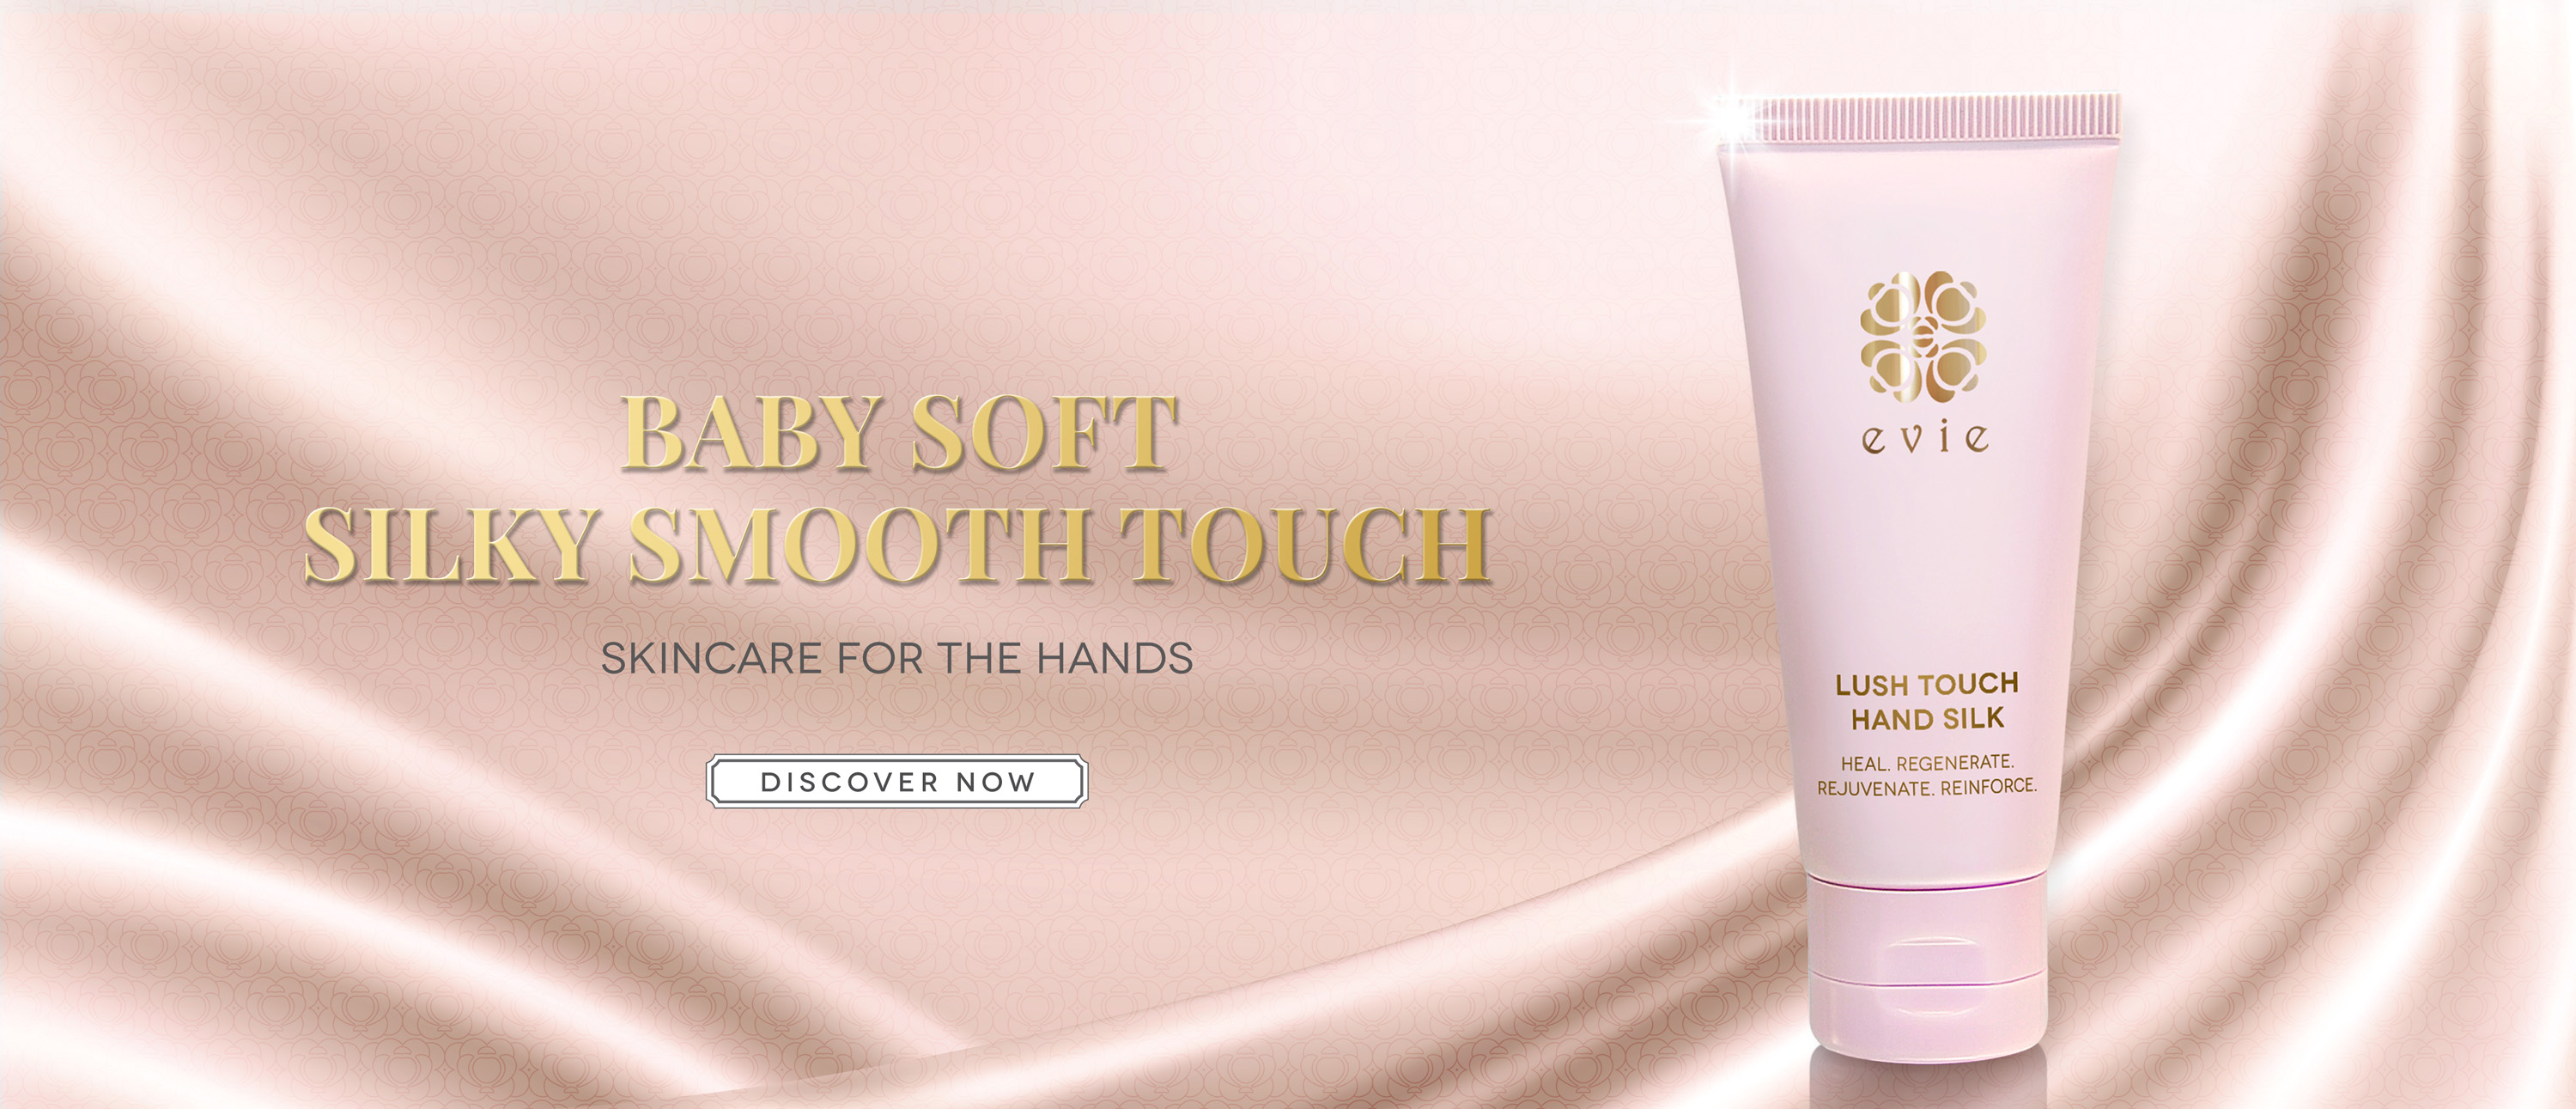 BABY SOFT
SILKY SMOOTH TOUCH
SKINCARE FOR THE HANDS
DISCOVER NOW
evie
LUSH TOUCH
HAND SILK
HEAL. REGENERATE.
REJUVENATE. REINFORCE.